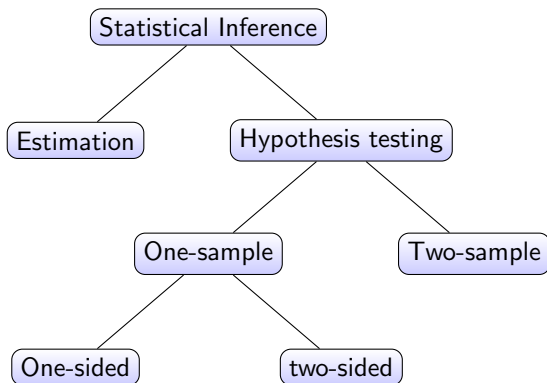 Statistical Inference
Estimation
Hypothesis testing
One-sample
Two-sample
One-sided
two-sided